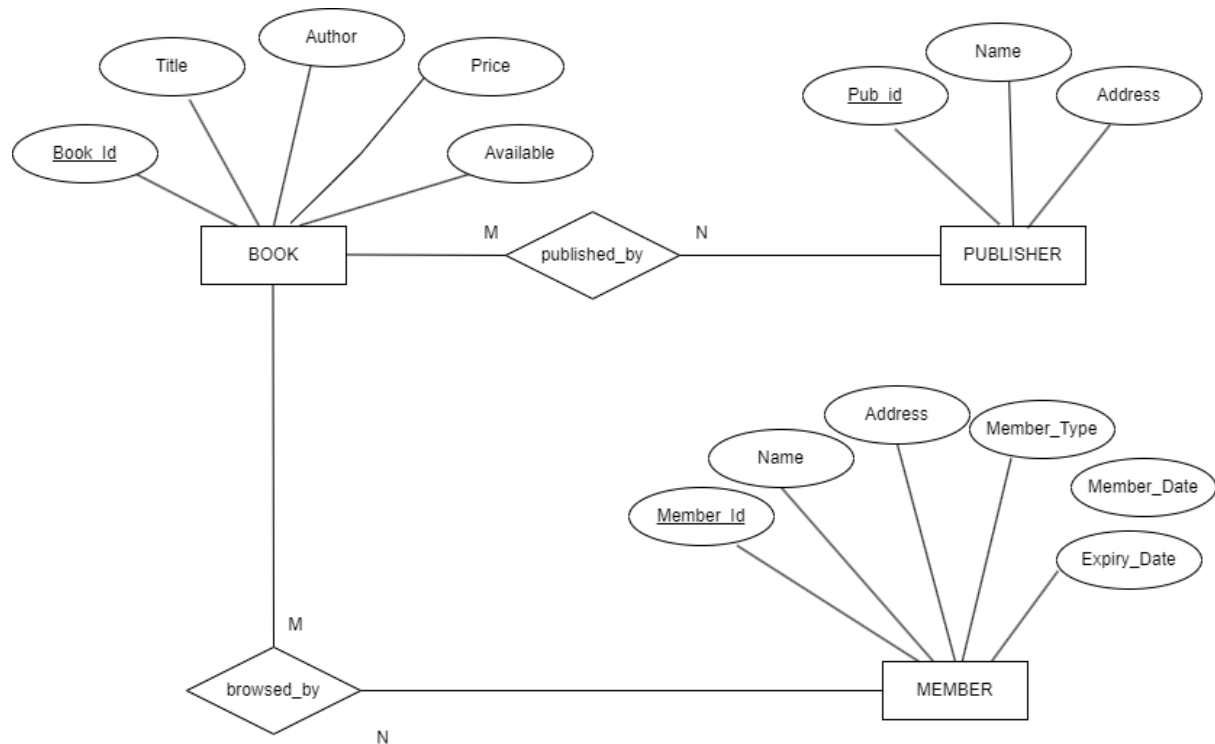 Author
Title
Price
Book_Id
Available
Name
Pub_id
Address
M
N
BOOK
published_by
PUBLISHER
Address
Member_Type
Name
Member_Date
Member_Id
Expiry_Date
M
browsed_by
MEMBER
N